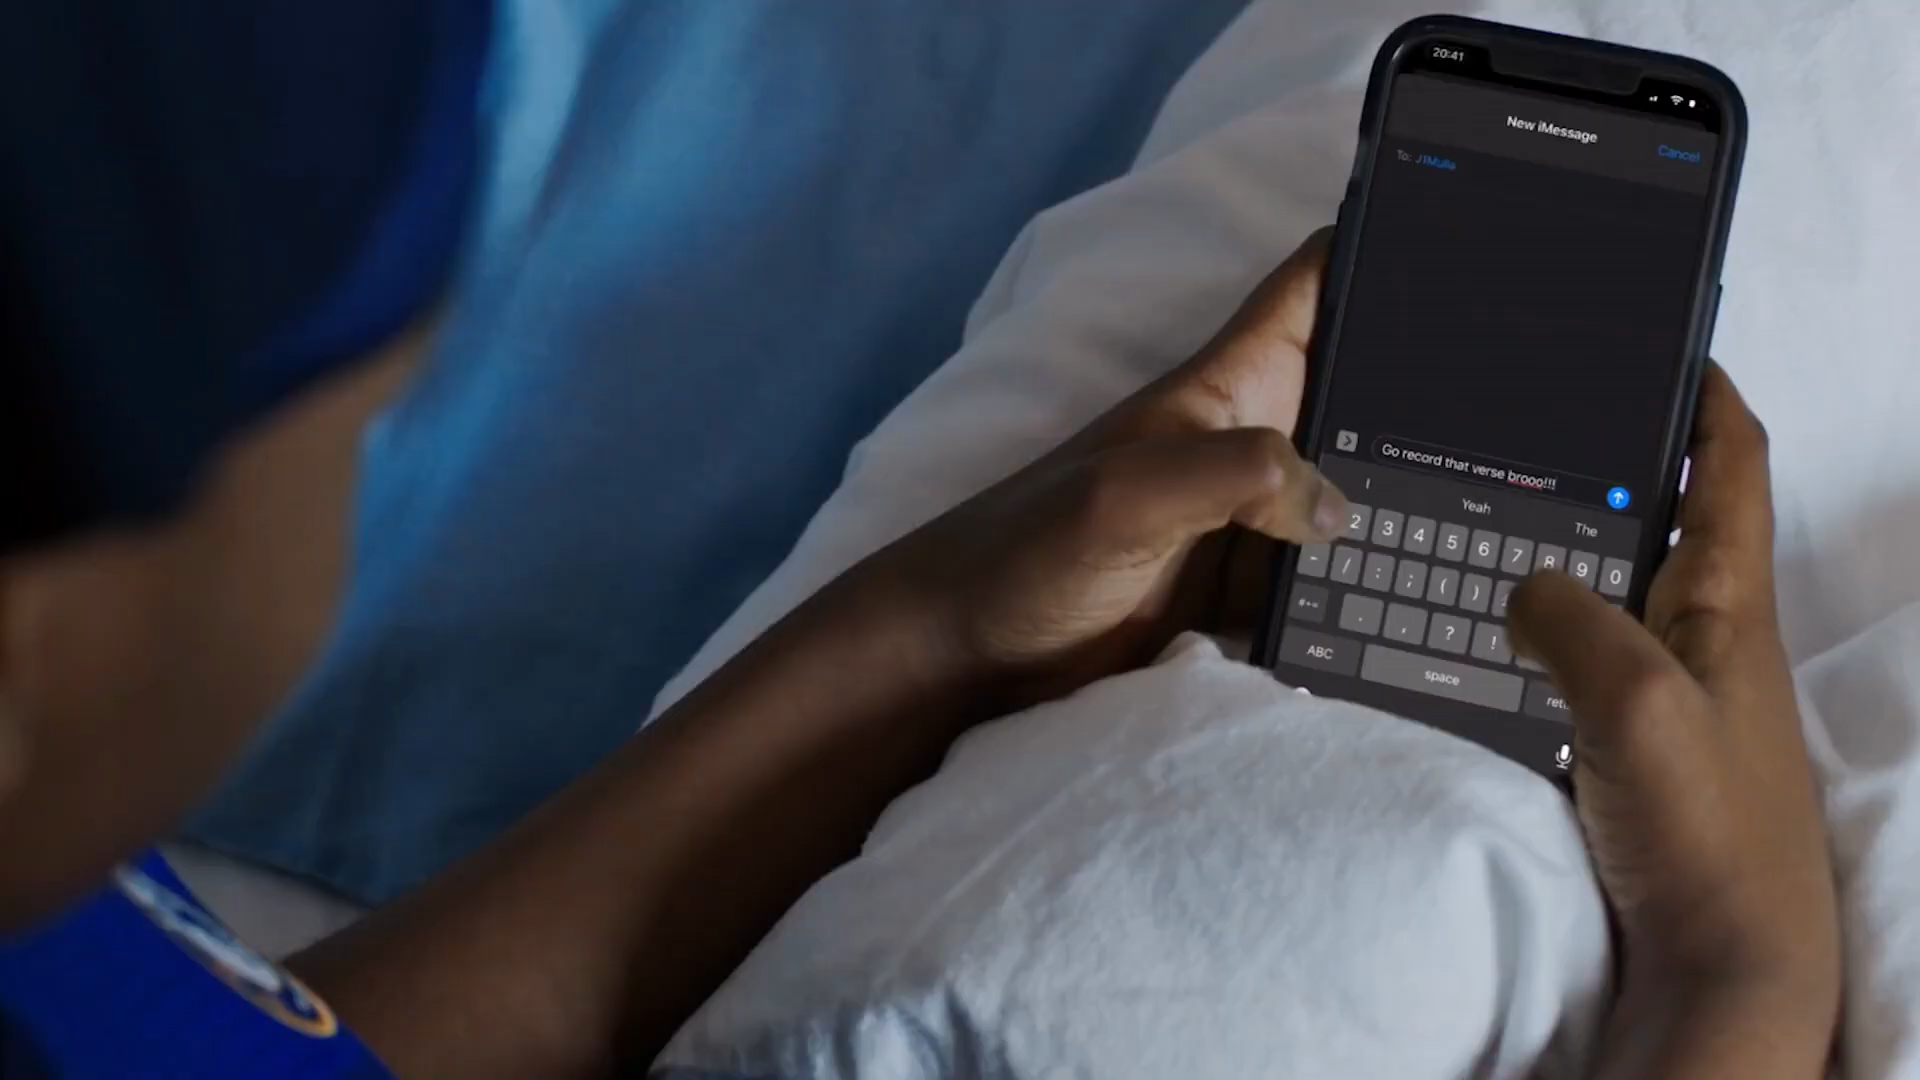 20:41
New iMessage
Cancel
To: J1Mulla
Go record that verse brooo!!!
I Yeah The
2 3 4 5 6 7 8 9 0
- / : ; ( )
#+= . , ? !
ABC space